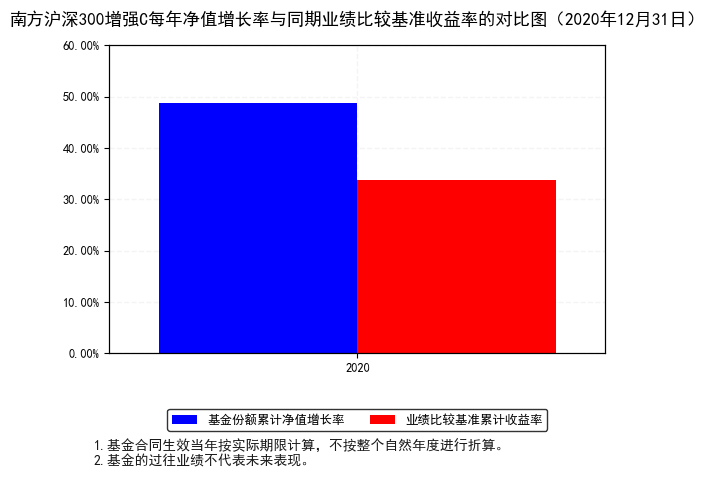 南方沪深300增强C每年净值增长率与同期业绩比较基准收益率的对比图（2020年12月31日）
60.00%
50.00%
40.00%
30.00%
20.00%
10.00%
0.00%
2020
基金份额累计净值增长率 业绩比较基准累计收益率
1.基金合同生效当年按实际期限计算，不按整个自然年度进行折算。
2.基金的过往业绩不代表未来表现。